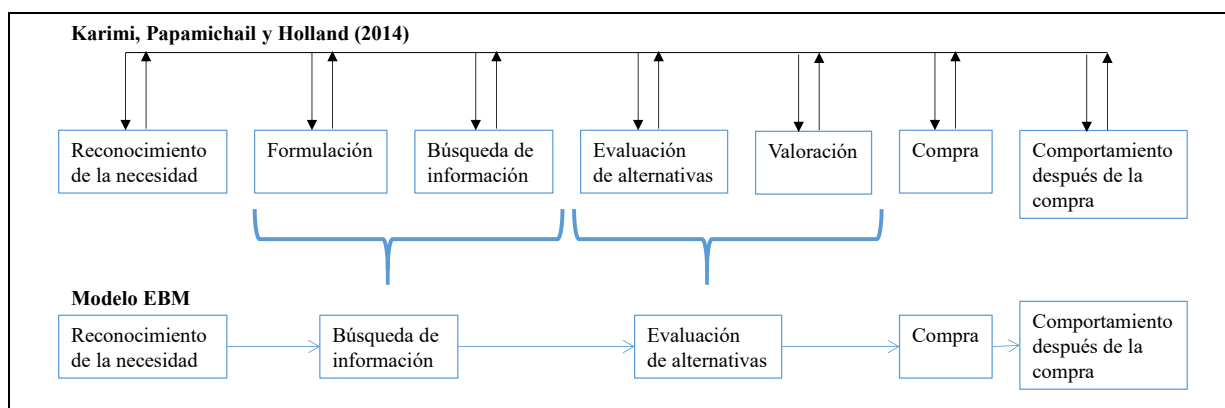 Karimi, Papamichail y Holland (2014)
Reconocimiento
de la necesidad
Formulación
Búsqueda de
información
Evaluación
de alternativas
Valoración
Compra
Comportamiento
después de la
compra
Modelo EBM
Reconocimiento
de la necesidad
Búsqueda de
información
Evaluación
de alternativas
Compra
Comportamiento
después de la
compra